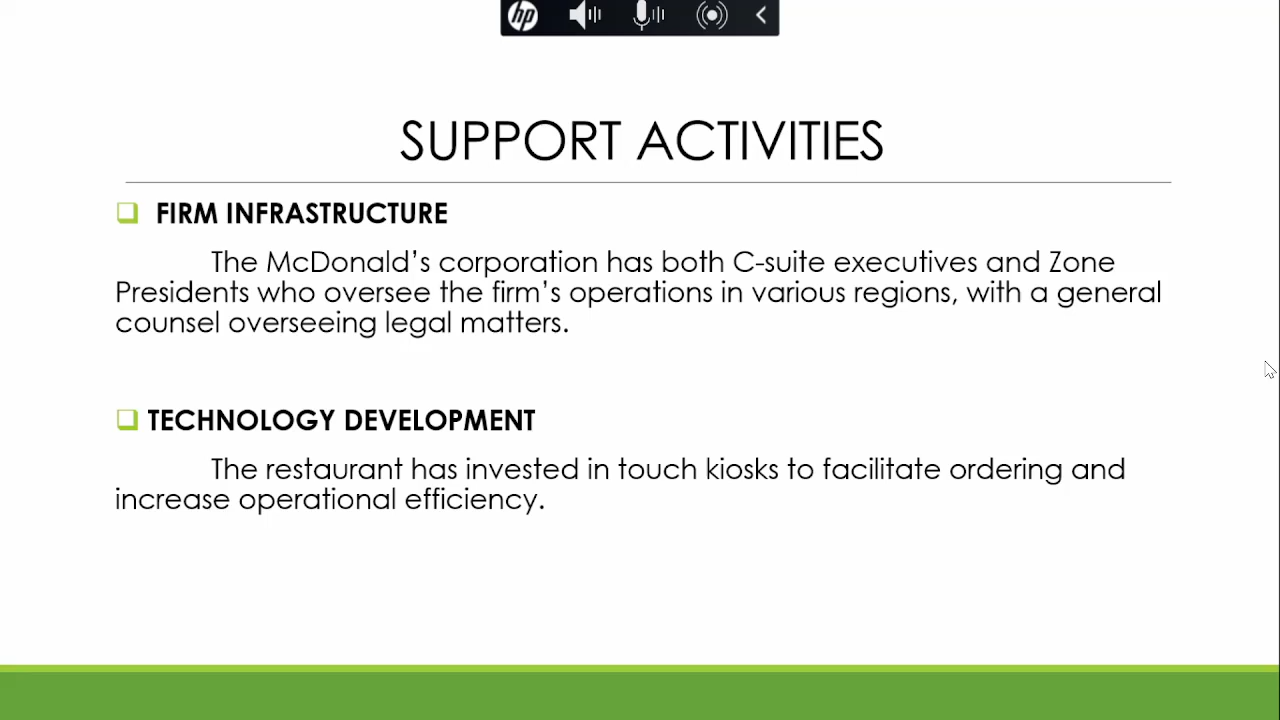 hp
SUPPORT ACTIVITIES
FIRM INFRASTRUCTURE
The McDonald’s corporation has both C-suite executives and Zone
Presidents who oversee the firm’s operations in various regions, with a general
counsel overseeing legal matters.
TECHNOLOGY DEVELOPMENT
The restaurant has invested in touch kiosks to facilitate ordering and
increase operational efficiency.